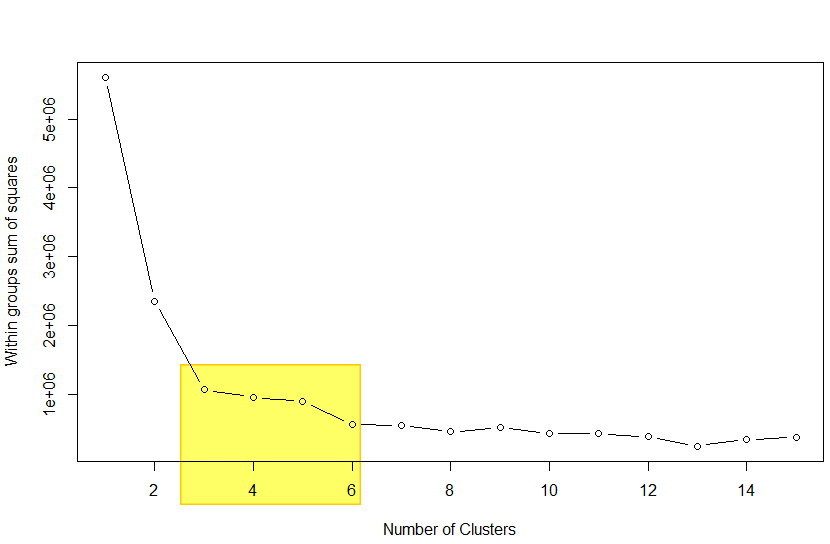 5e+06
4e+06
3e+06
2e+06
1e+06
Within groups sum of squares
2 4 6 8 10 12 14
Number of Clusters